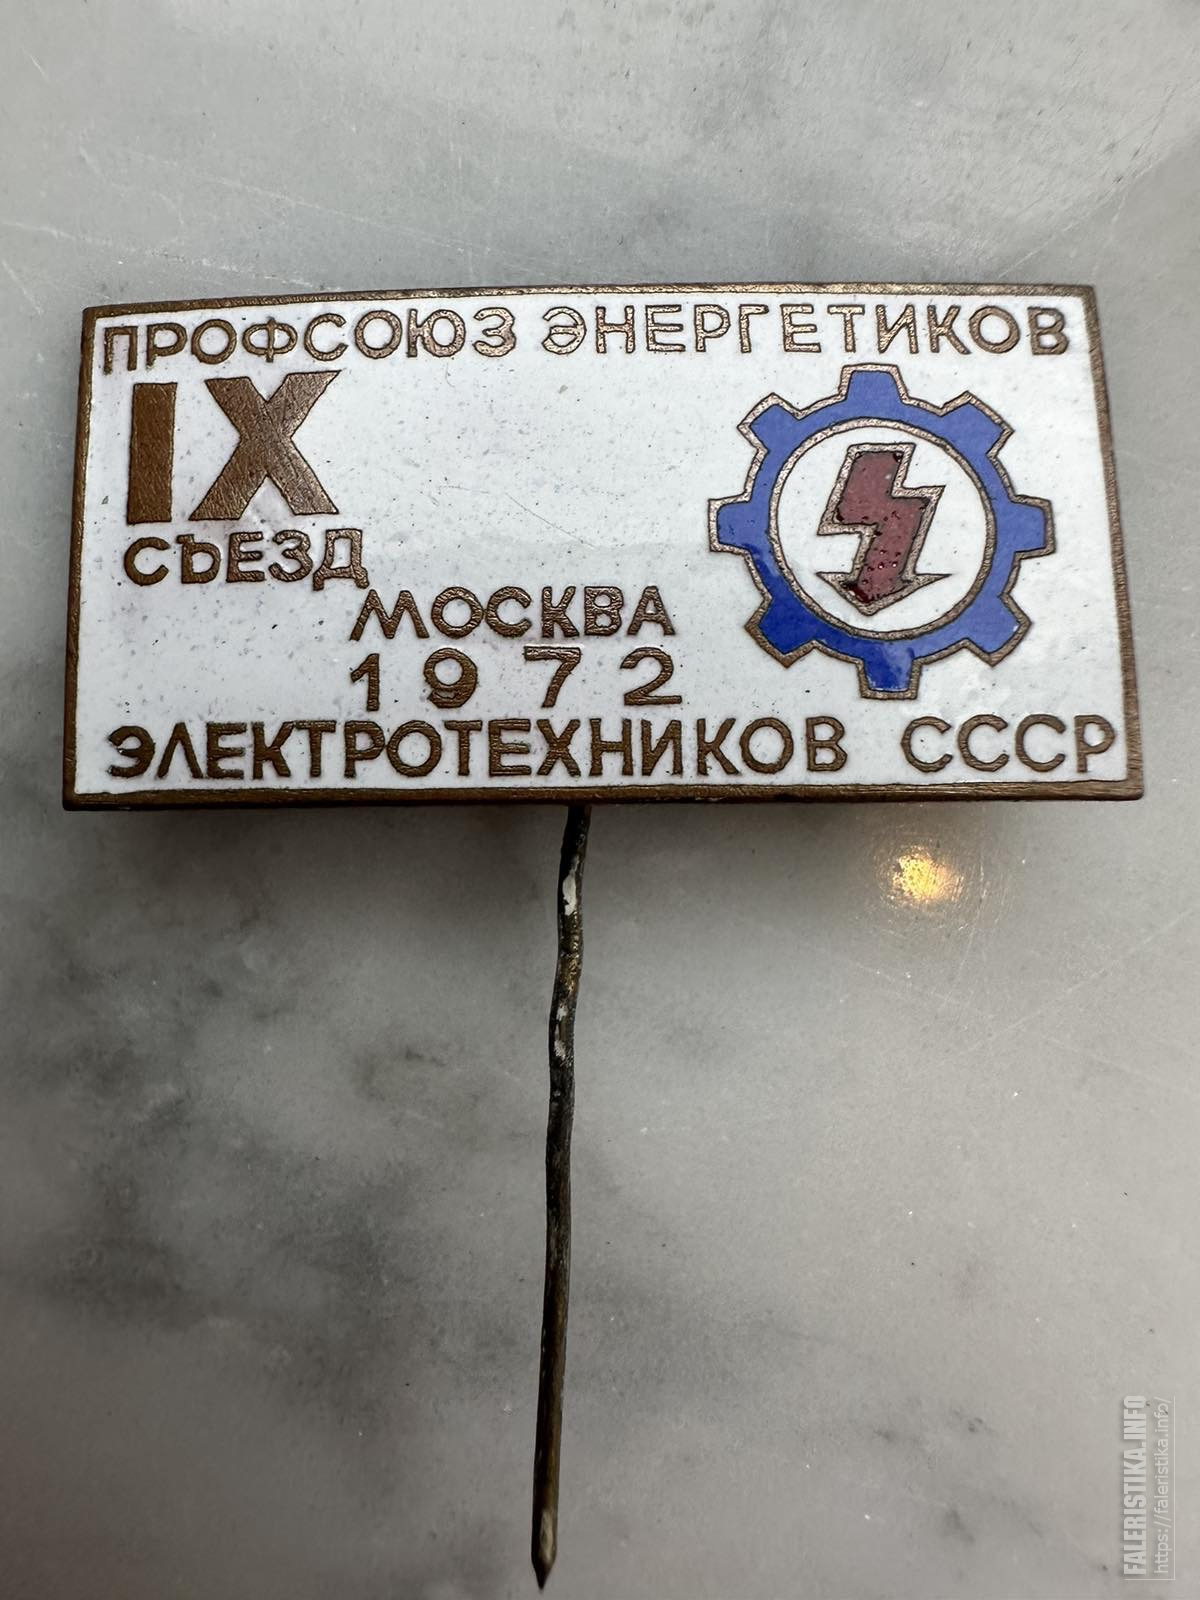 ПРОФСОЮЗ ЭНЕРГЕТИКОВ
IX
СЪЕЗД
МОСКВА
1972
ЭЛЕКТРОТЕХНИКОВ СССР
FALERISTIKA.INFO
https://faleristika.info/